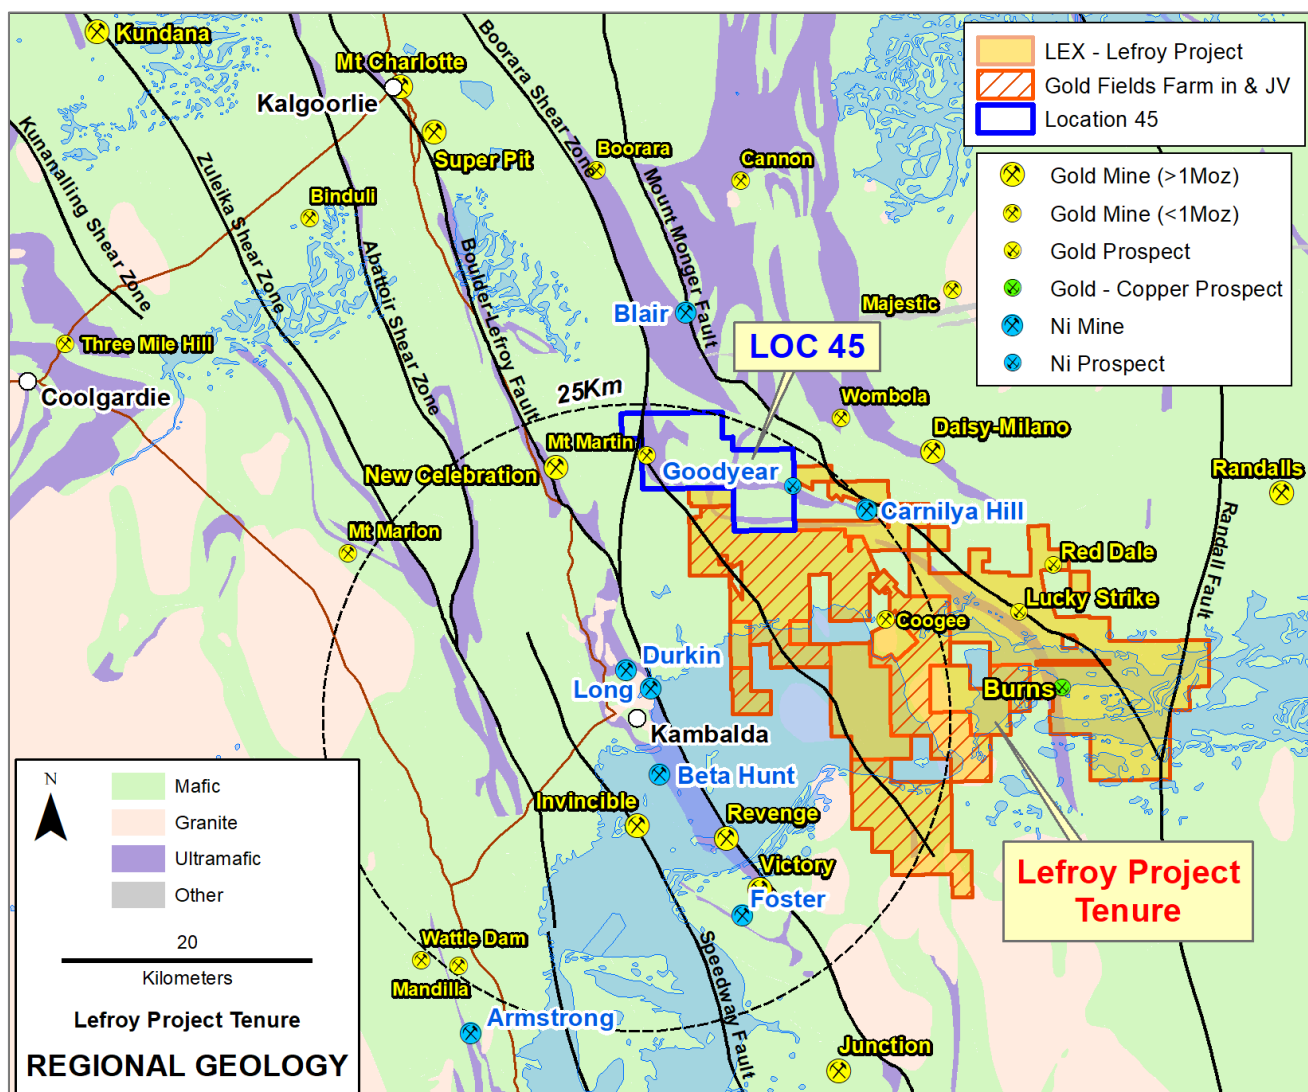 Kundana
Mt Charlotte
Kalgoorlie
Super Pit
Boorara Shear Zone
Boorara
Cannon
Kunanalling Shear Zone
Zuleika Shear Zone
Binduli
Abattoir Shear Zone
Boulder-Lefroy Fault
Mount Monger Fault
Majestic
Blair
Three Mile Hill
Coolgardie
LOC 45
25Km
Wombola
Daisy-Milano
Mt Martin
New Celebration
Goodyear
Randalls
Carnilya Hill
Randall Fault
Mt Marion
Red Dale
Lucky Strike
Coogee
Durkin
Long
Burns
Kambalda
Beta Hunt
Invincible
Revenge
Victory
Foster
Lefroy Project
Tenure
Wattle Dam
Mandilla
Armstrong
Speedway Fault
Junction
LEX - Lefroy Project
Gold Fields Farm in & JV
Location 45
Gold Mine (>1Moz)
Gold Mine (<1Moz)
Gold Prospect
Gold - Copper Prospect
Ni Mine
Ni Prospect
N
Mafic
Granite
Ultramafic
Other
20
Kilometers
Lefroy Project Tenure
REGIONAL GEOLOGY